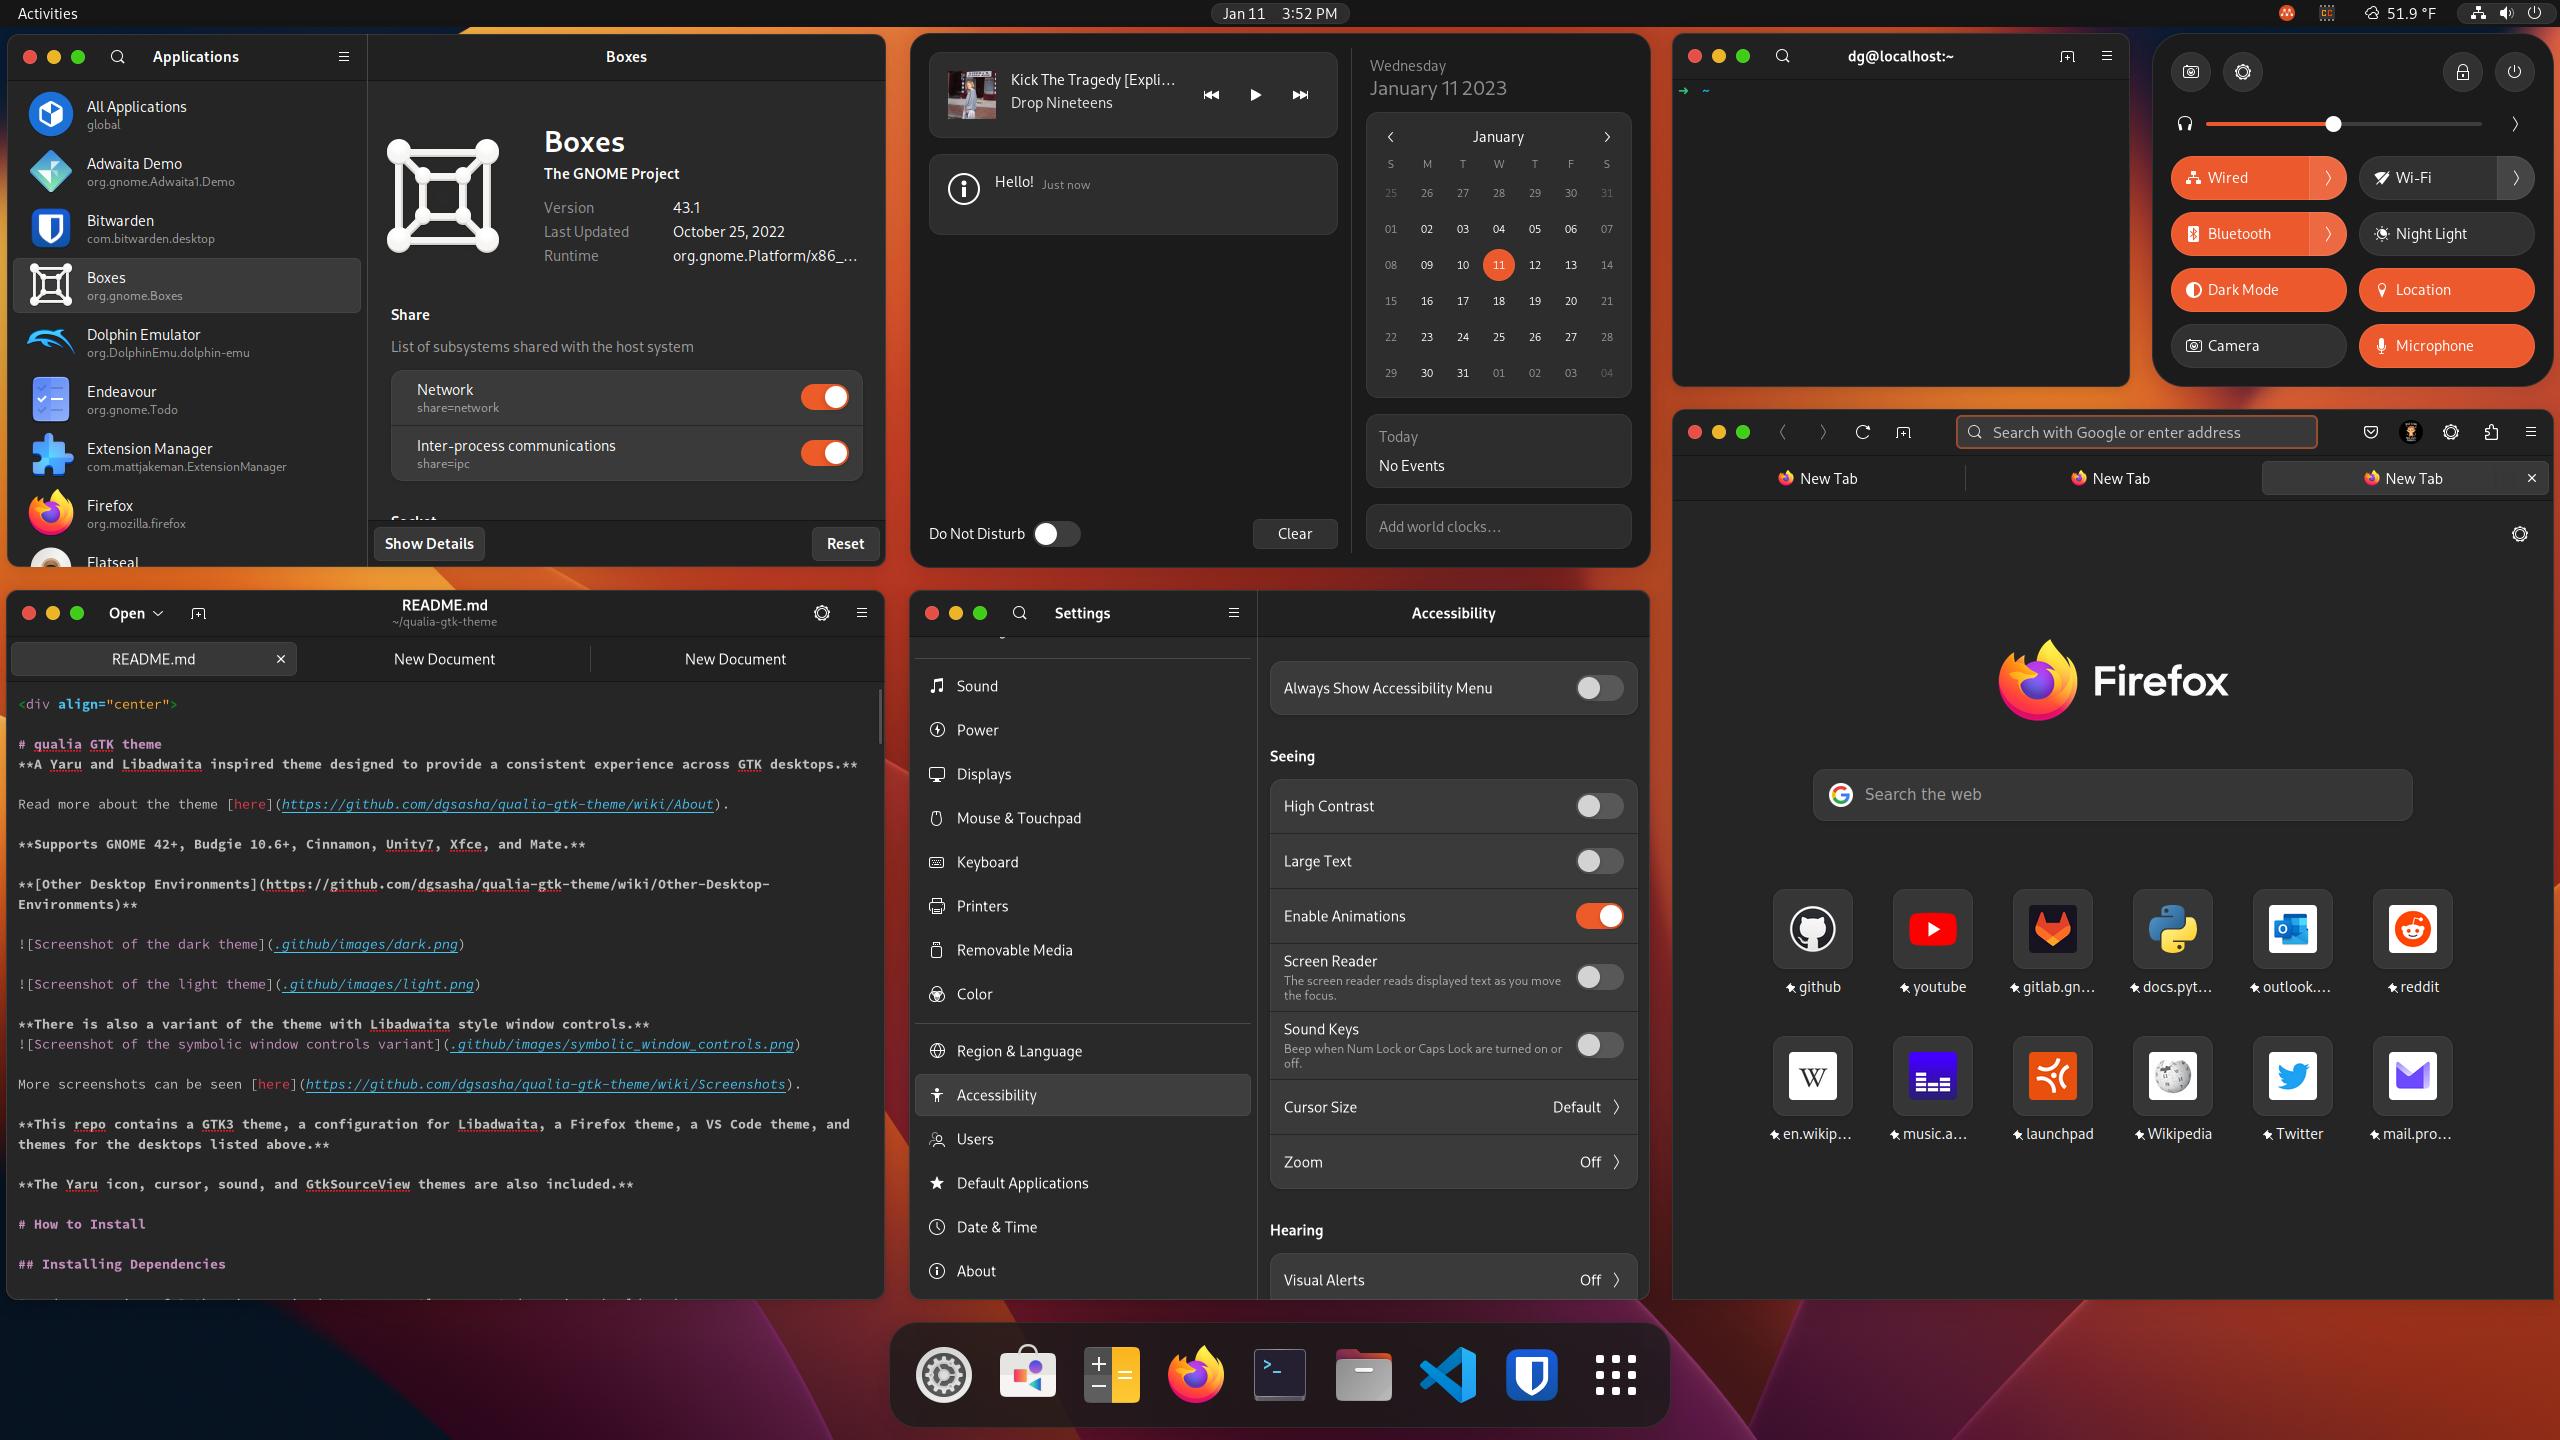 Activities
Jan 11 3:52 PM
51.9 °F
Applications
Boxes
All Applications
global
Adwaita Demo
org.gnome.Adwaita1.Demo
Bitwarden
com.bitwarden.desktop
Boxes
org.gnome.Boxes
Dolphin Emulator
org.DolphinEmu.dolphin-emu
Endeavour
org.gnome.Todo
Extension Manager
com.mattjakeman.ExtensionManager
Firefox
org.mozilla.firefox
Flatseal
Boxes
The GNOME Project
Version 43.1
Last Updated October 25, 2022
Runtime org.gnome.Platform/x86_...
Share
List of subsystems shared with the host system
Network
share=network
Inter-process communications
share=ipc
Socket
Show Details
Reset
Kick The Tragedy [Expli...
Drop Nineteens
Hello! Just now
Do Not Disturb
Clear
Wednesday
January 11 2023
January
S M T W T F S
25 26 27 28 29 30 31
01 02 03 04 05 06 07
08 09 10 11 12 13 14
15 16 17 18 19 20 21
22 23 24 25 26 27 28
29 30 31 01 02 03 04
Today
No Events
Add world clocks...
dg@localhost:~
➜ ~
Wired
Wi-Fi
Bluetooth
Night Light
Dark Mode
Location
Camera
Microphone
Open
README.md
~/qualia-gtk-theme
README.md
New Document
New Document
<div align="center">
# qualia GTK theme
**A Yaru and Libadwaita inspired theme designed to provide a consistent experience across GTK desktops.**
Read more about the theme [here](https://github.com/dgsasha/qualia-gtk-theme/wiki/About).
**Supports GNOME 42+, Budgie 10.6+, Cinnamon, Unity7, Xfce, and Mate.**
**[Other Desktop Environments](https://github.com/dgsasha/qualia-gtk-theme/wiki/Other-Desktop-
Environments)**
![Screenshot of the dark theme](.github/images/dark.png)
![Screenshot of the light theme](.github/images/light.png)
**There is also a variant of the theme with Libadwaita style window controls.**
![Screenshot of the symbolic window controls variant](.github/images/symbolic_window_controls.png)
More screenshots can be seen [here](https://github.com/dgsasha/qualia-gtk-theme/wiki/Screenshots).
**This repo contains a GTK3 theme, a configuration for Libadwaita, a Firefox theme, a VS Code theme, and
themes for the desktops listed above.**
**The Yaru icon, cursor, sound, and GtkSourceView themes are also included.**
# How to Install
## Installing Dependencies
Settings
Accessibility
Sound
Power
Displays
Mouse & Touchpad
Keyboard
Printers
Removable Media
Color
Region & Language
Accessibility
Users
Default Applications
Date & Time
About
Always Show Accessibility Menu
Seeing
High Contrast
Large Text
Enable Animations
Screen Reader
The screen reader reads displayed text as you move
the focus.
Sound Keys
Beep when Num Lock or Caps Lock are turned on or
off.
Cursor Size Default
Zoom Off
Hearing
Visual Alerts Off
Search with Google or enter address
New Tab
New Tab
New Tab
Firefox
Search the web
github
youtube
gitlab.gn...
docs.pyt...
outlook....
reddit
W
en.wikip...
music.a...
launchpad
Wikipedia
Twitter
mail.pro...